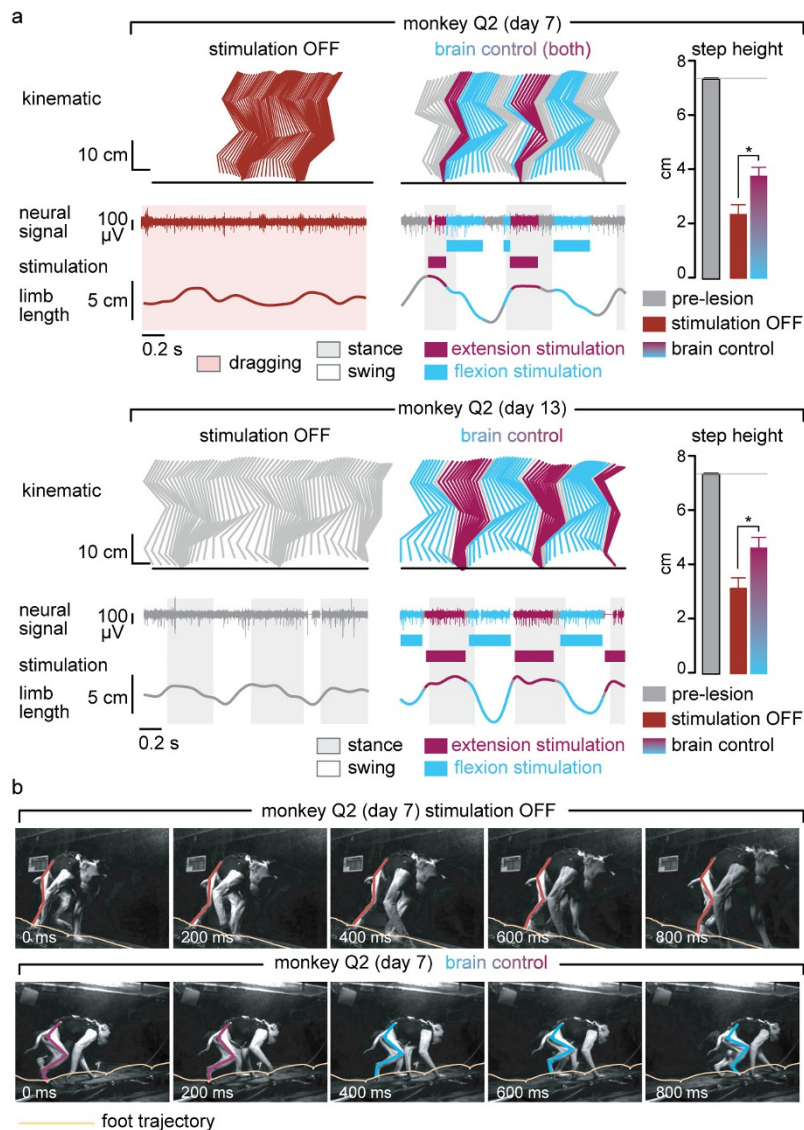 a
monkey Q2 (day 7)
stimulation OFF
brain control (both)
step height
kinematic
10 cm
neural signal
100 µV
stimulation
limb length
5 cm
0.2 s
dragging
stance
swing
extension stimulation
flexion stimulation
8
6
4
2
0
cm
*
pre-lesion
stimulation OFF
brain control
monkey Q2 (day 13)
stimulation OFF
brain control
step height
kinematic
10 cm
neural signal
100 µV
stimulation
limb length
5 cm
0.2 s
stance
swing
extension stimulation
flexion stimulation
8
6
4
2
0
cm
*
pre-lesion
stimulation OFF
brain control
b
monkey Q2 (day 7) stimulation OFF
0 ms
200 ms
400 ms
600 ms
800 ms
monkey Q2 (day 7) brain control
0 ms
200 ms
400 ms
600 ms
800 ms
foot trajectory